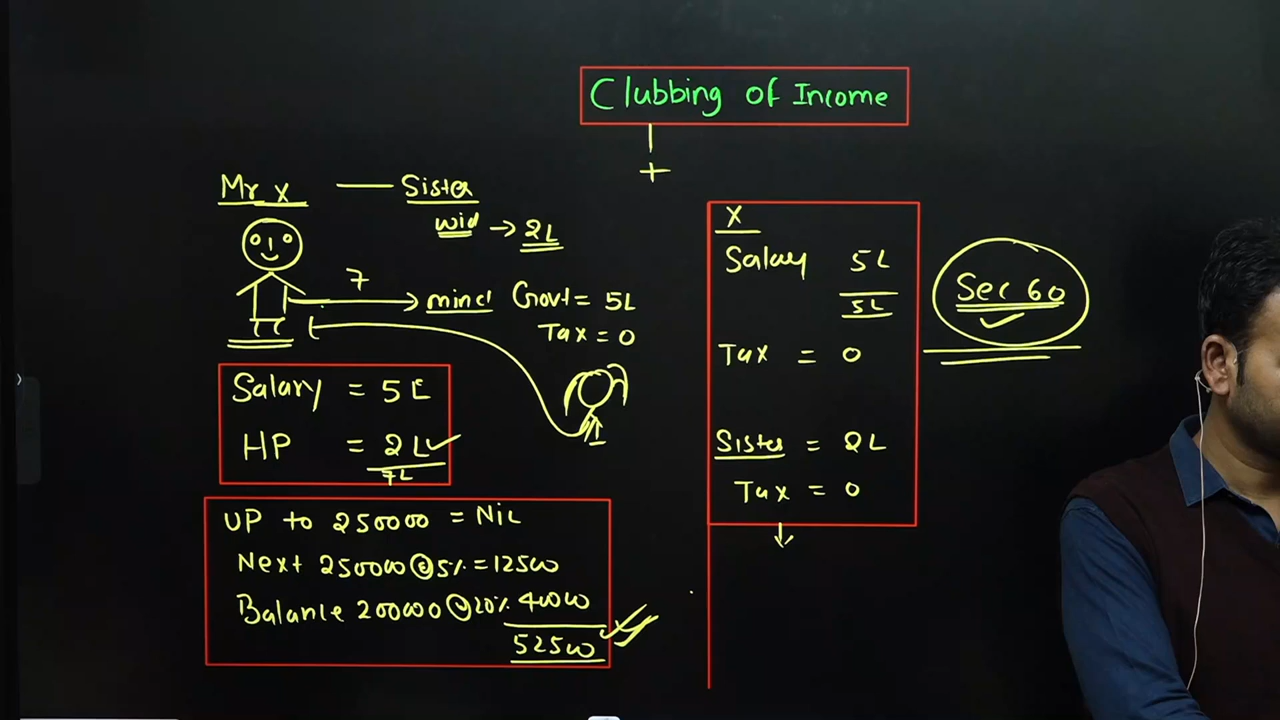 Clubbing of Income
Mr X — Sister
wid → 2L
7
mind Govt = 5L
Tax = 0
Salary = 5L
HP = 2L
7L
UP to 250000 = NiL
Next 250000 @ 5% = 12500
Balance 200000 @ 20% 40000
52500
X
Salary 5L
5L
Tax = 0
Sister = 2L
Tax = 0
Sec 60